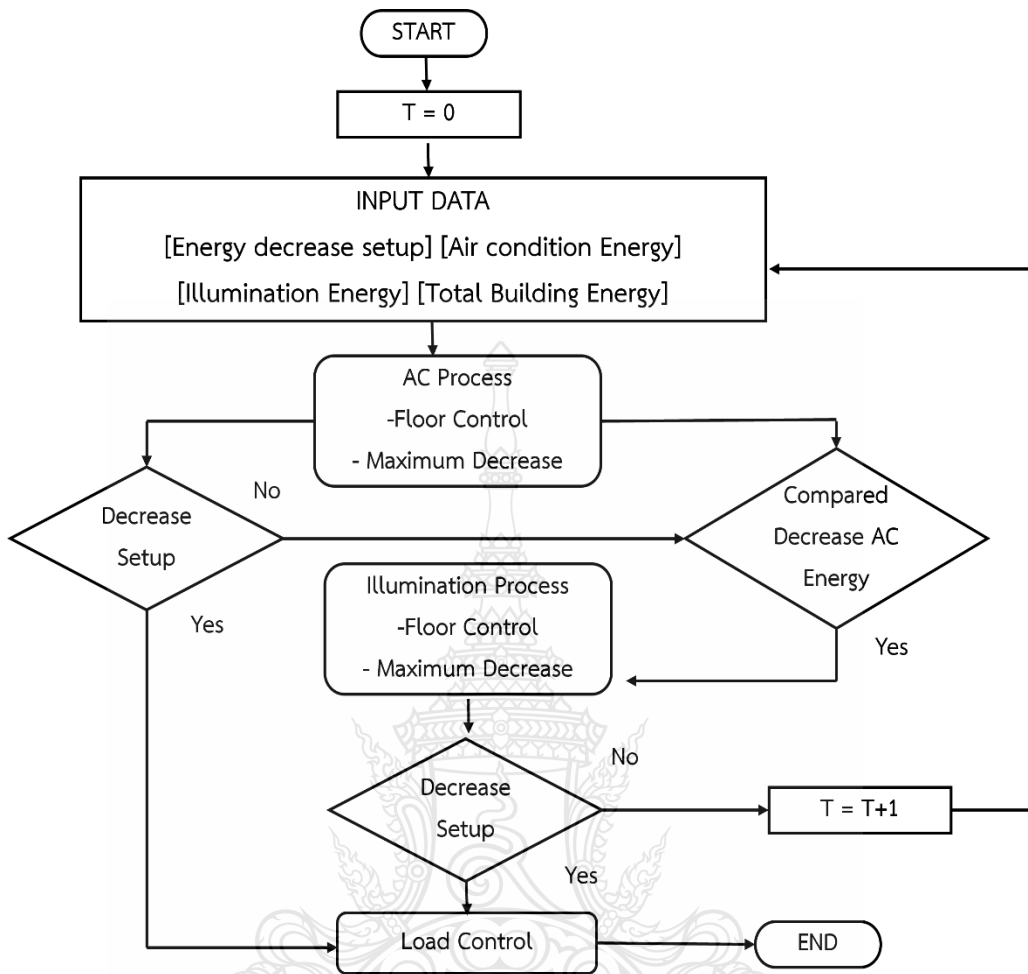 START
T = 0
INPUT DATA
[Energy decrease setup] [Air condition Energy]
[Illumination Energy] [Total Building Energy]
AC Process
-Floor Control
- Maximum Decrease
No
Decrease
Setup
Yes
Compared
Decrease AC
Energy
Yes
Illumination Process
-Floor Control
- Maximum Decrease
No
Decrease
Setup
Yes
T = T+1
Load Control
END